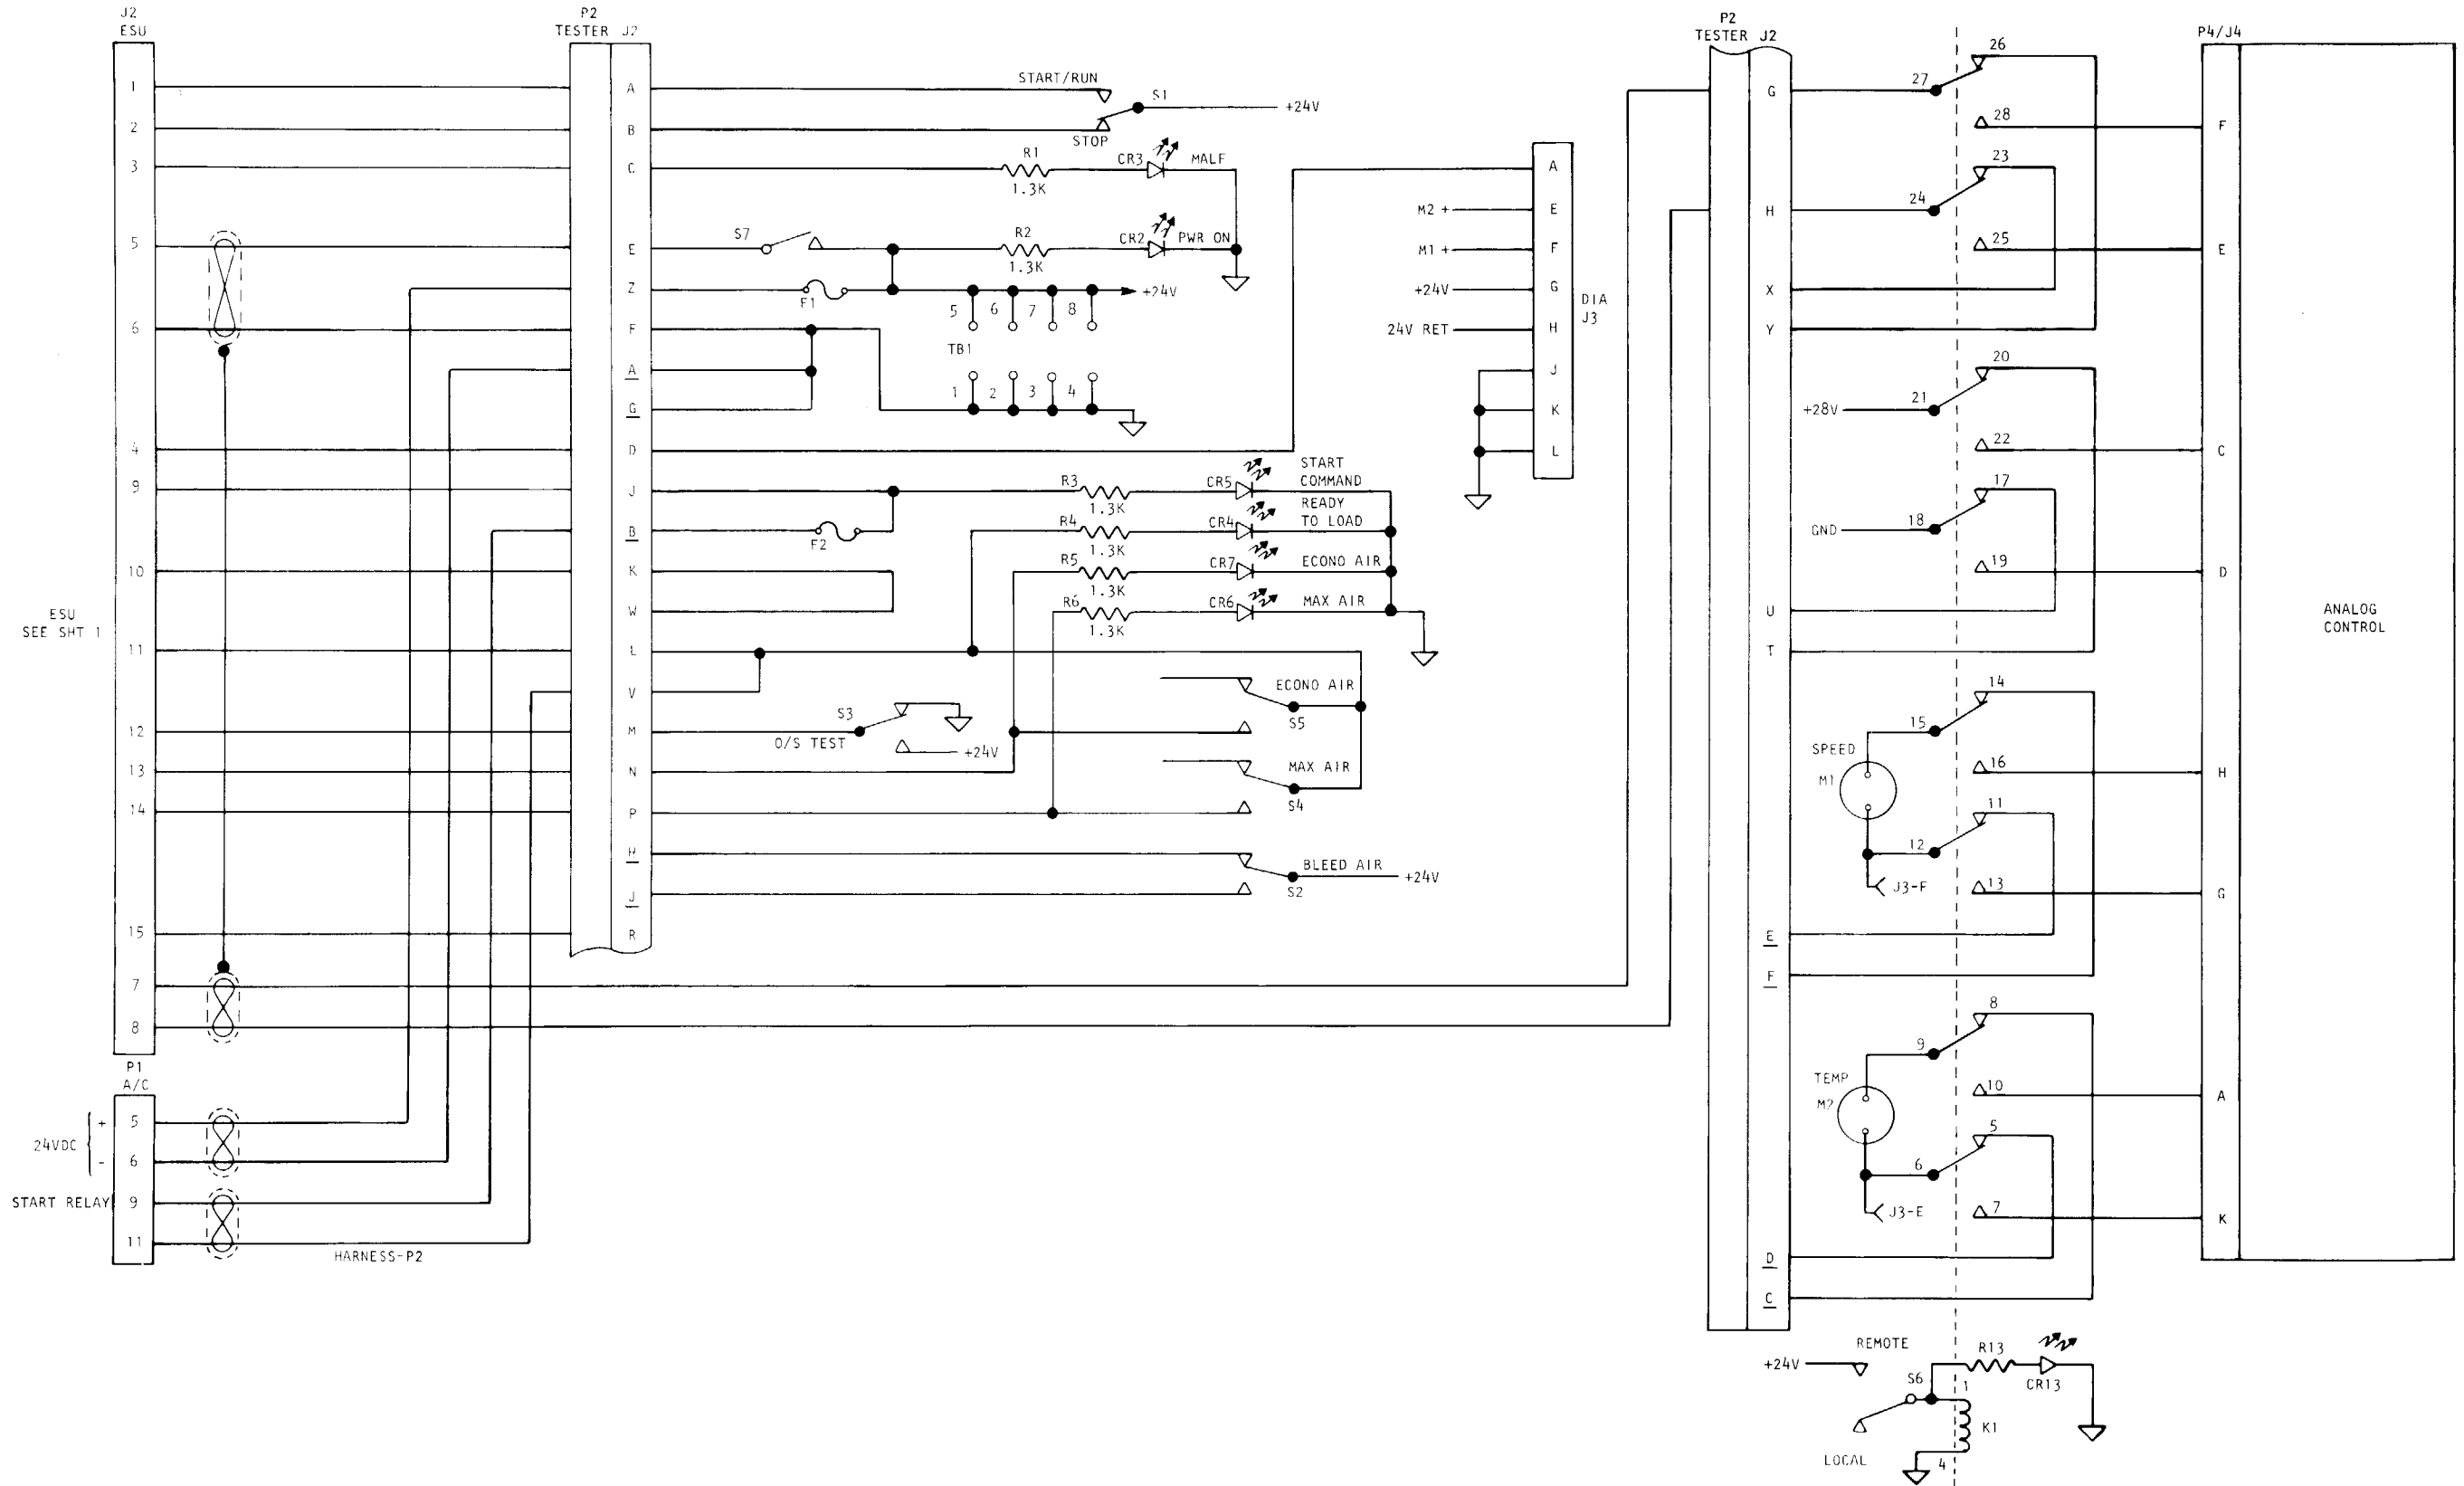 J2
ESU
1
2
3
5
6
4
9
10
11
12
13
14
15
7
8
ESU
SEE SHT 1
P1
A/C
24VDC
+
5
-
6
START RELAY
9
11
HARNESS-P2
P2
TESTER J2
A
B
C
E
Z
F
A
G
D
J
B
K
W
L
V
M
N
P
H
J
R
START/RUN
S1
+24V
STOP
R1
1.3K
CR3
MALF
S7
R2
1.3K
CR2
PWR ON
F1
5 6 7 8
+24V
TB1
1 2 3 4
R3
1.3K
CR5
START
COMMAND
F2
R4
1.3K
CR4
READY
TO LOAD
R5
1.3K
CR7
ECONO AIR
R6
1.3K
CR6
MAX AIR
ECONO AIR
S5
S3
O/S TEST
+24V
MAX AIR
S4
BLEED AIR
S2
+24V
A
M2 + E
M1 + F
+24V G
24V RET H
J
K
L
DIA
J3
P2
TESTER J2
G
H
X
Y
U
T
E
F
D
C
26
27
28
23
24
25
20
+28V
21
22
17
GND
18
19
14
15
SPEED
M1
16
11
12
J3-F
13
8
9
TEMP
M2
10
5
6
J3-E
7
P4/J4
F
E
C
D
H
G
A
K
ANALOG
CONTROL
REMOTE
+24V
S6
R13
CR13
1
K1
4
LOCAL